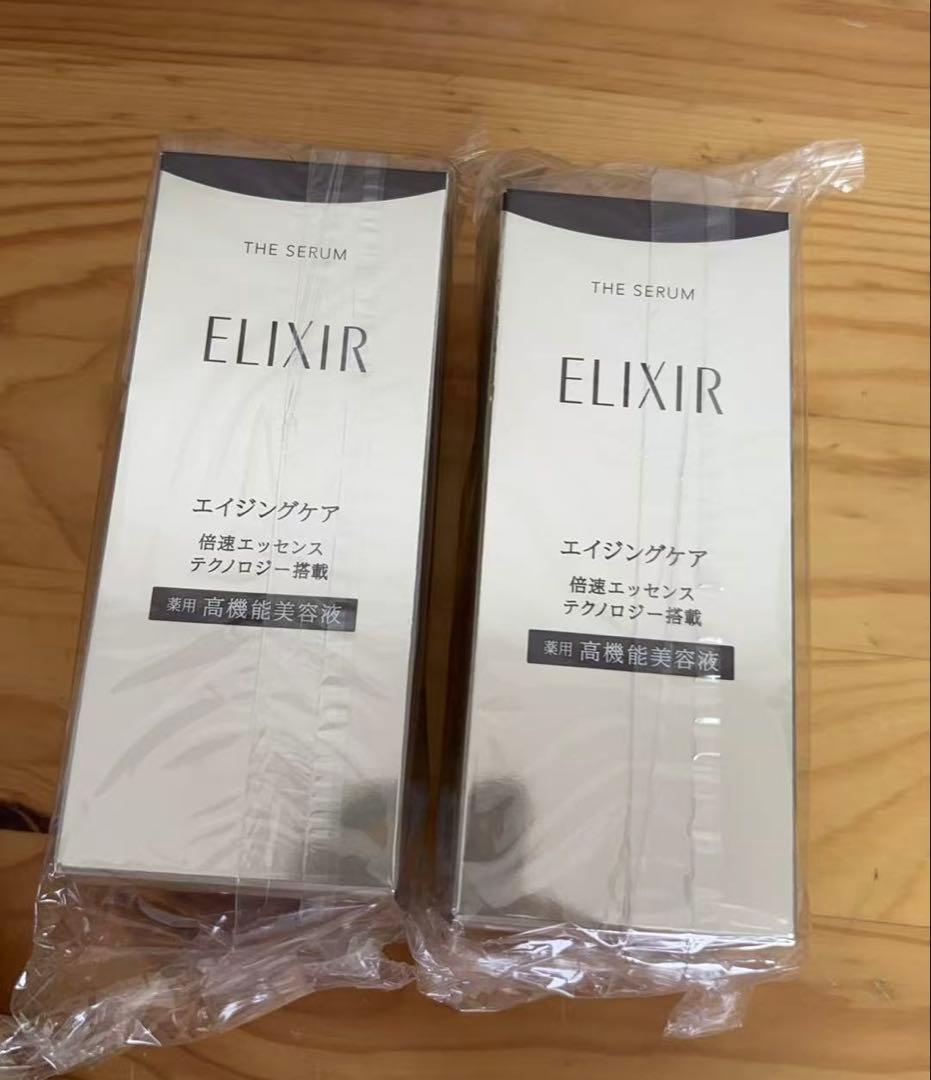 THE SERUM
ELIXIR
エイジングケア
倍速エッセンス
テクノロジー搭載
薬用 高機能美容液
THE SERUM
ELIXIR
エイジングケア
倍速エッセンス
テクノロジー搭載
薬用 高機能美容液